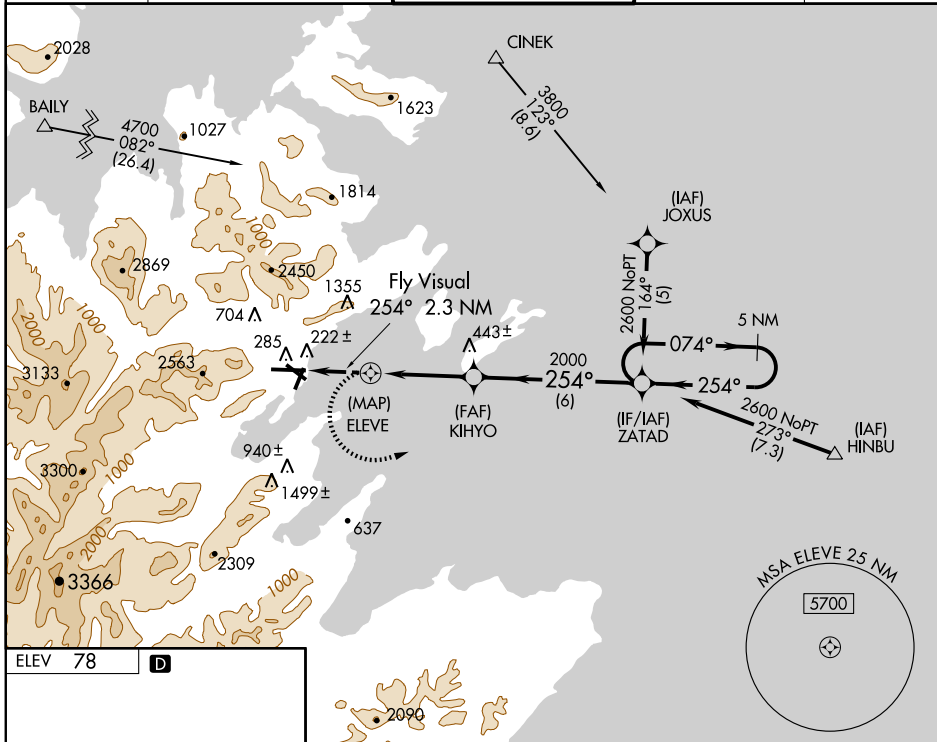 2028
CINEK
1623
BAILY
4700
082°
(26.4)
1027
3800
123°
(8.6)
1814
(IAF)
JOXUS
1000
2869
2450
2600 NoPT
164°
(5)
1355
Fly Visual
254° 2.3 NM
704
2000
1000
285
222±
443±
5 NM
074°
2563
3133
2000
254°
(6)
254°
(MAP)
ELEVE
(FAF)
KIHYO
(IF/IAF)
ZATAD
2600 NoPT
273°
(7.3)
(IAF)
HINBU
940±
3300
1000
1499±
637
2000
2309
3366
1000
MSA ELEVE 25 NM
5700
ELEV 78 D
2090